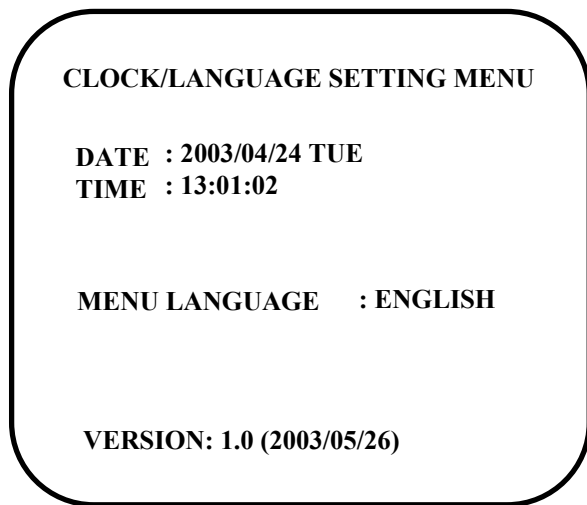 CLOCK/LANGUAGE SETTING MENU
DATE : 2003/04/24 TUE
TIME : 13:01:02
MENU LANGUAGE : ENGLISH
VERSION: 1.0 (2003/05/26)